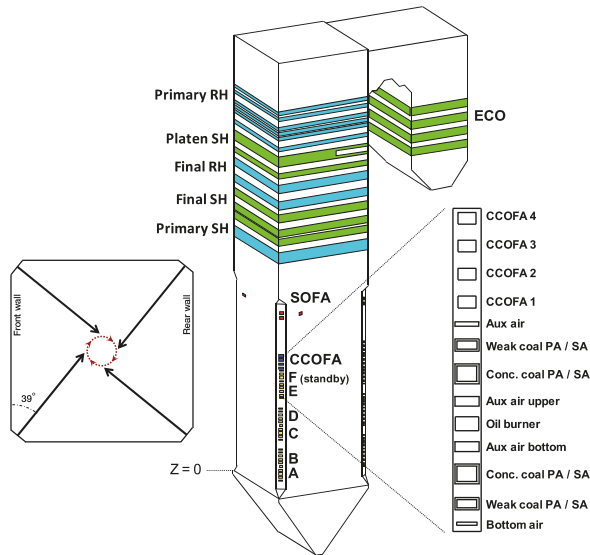 Primary RH
Platen SH
Final RH
Final SH
Primary SH
ECO
SOFA
CCOFA
F (standby)
E
D
C
B
A
Z = 0
Front wall
Rear wall
39°
CCOFA 4
CCOFA 3
CCOFA 2
CCOFA 1
Aux air
Weak coal PA / SA
Conc. coal PA / SA
Aux air upper
Oil burner
Aux air bottom
Conc. coal PA / SA
Weak coal PA / SA
Bottom air